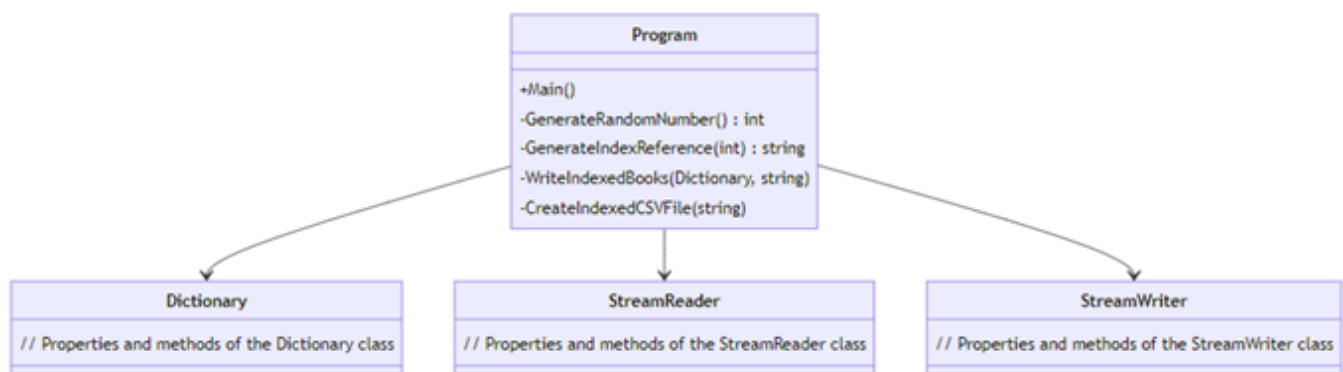 Program
+Main()
-GenerateRandomNumber() : int
-GenerateIndexReference(int) : string
-WriteIndexedBooks(Dictionary, string)
-CreateIndexedCSVFile(string)
Dictionary
// Properties and methods of the Dictionary class
StreamReader
// Properties and methods of the StreamReader class
StreamWriter
// Properties and methods of the StreamWriter class